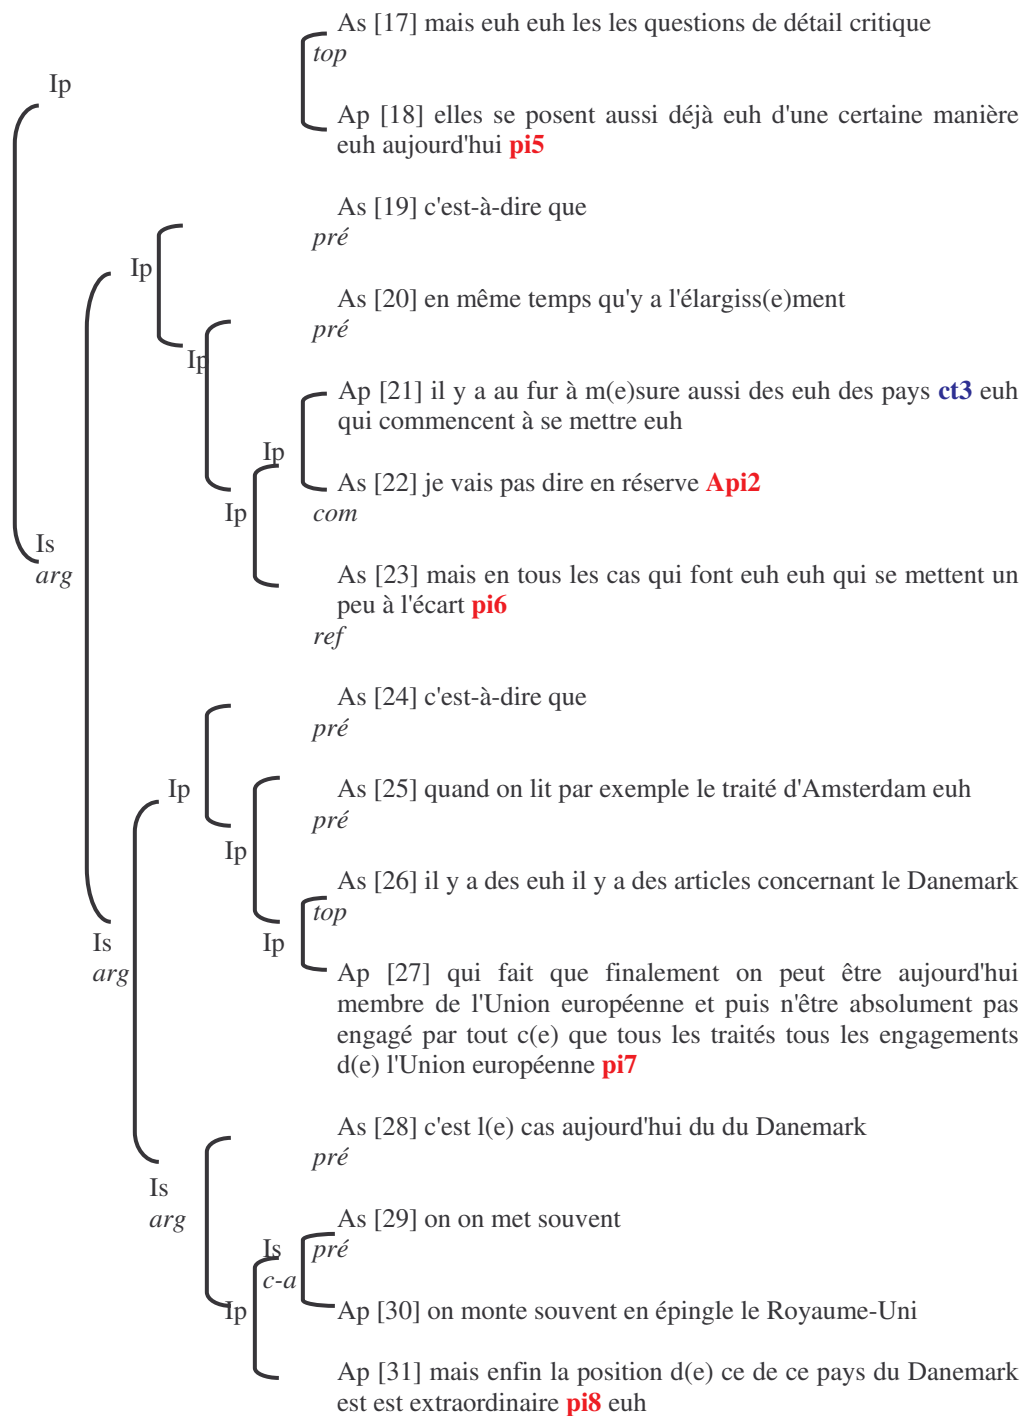 As [17] mais euh euh les les questions de détail critique
top
Ip
Ap [18] elles se posent aussi déjà euh d'une certaine manière
euh aujourd'hui pi5
As [19] c'est-à-dire que
pré
Ip
As [20] en même temps qu'y a l'élargiss(e)ment
pré
Ip
Ap [21] il y a au fur à m(e)sure aussi des euh des pays ct3 euh
qui commencent à se mettre euh
Ip
As [22] je vais pas dire en réserve Api2
Ip
com
Is
arg
As [23] mais en tous les cas qui font euh euh qui se mettent un
peu à l'écart pi6
ref
As [24] c'est-à-dire que
pré
Ip
As [25] quand on lit par exemple le traité d'Amsterdam euh
pré
Ip
As [26] il y a des euh il y a des articles concernant le Danemark
top
Ip
Is
arg
Ap [27] qui fait que finalement on peut être aujourd'hui
membre de l'Union européenne et puis n'être absolument pas
engagé par tout c(e) que tous les traités tous les engagements
d(e) l'Union européenne pi7
As [28] c'est l(e) cas aujourd'hui du du Danemark
pré
Is
arg
As [29] on on met souvent
pré
Is
c-a
Ip
Ap [30] on monte souvent en épingle le Royaume-Uni
Ap [31] mais enfin la position d(e) ce de ce pays du Danemark
est est extraordinaire pi8 euh